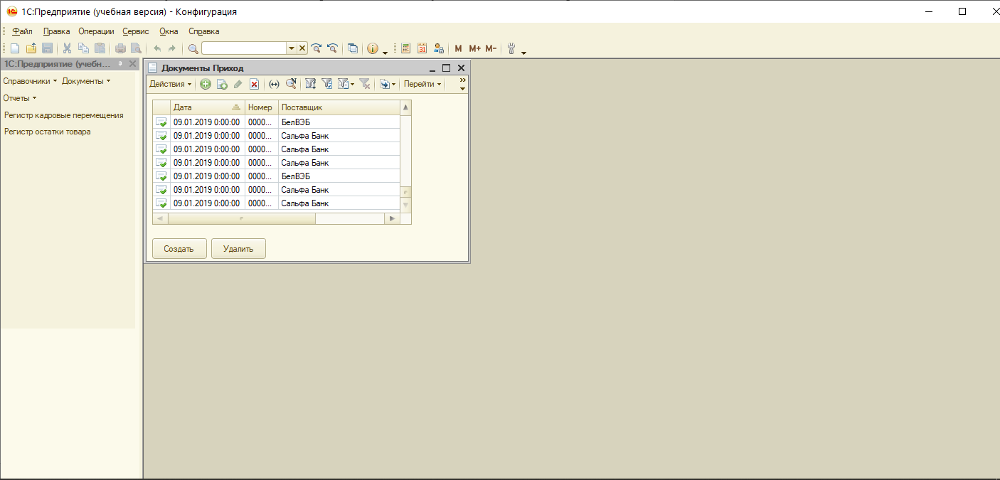 1С:Предприятие (учебная версия) - Конфигурация
Файл Правка Операции Сервис Окна Справка
31 M M+ M-
1С:Предприятие (учебн...
Справочники Документы
Отчеты
Регистр кадровые перемещения
Регистр остатки товара
Документы Приход
Действия Перейти
Дата Номер Поставщик
09.01.2019 0:00:00 0000... БелВЭБ
09.01.2019 0:00:00 0000... Сальфа Банк
09.01.2019 0:00:00 0000... Сальфа Банк
09.01.2019 0:00:00 0000... Сальфа Банк
09.01.2019 0:00:00 0000... БелВЭБ
09.01.2019 0:00:00 0000... Сальфа Банк
09.01.2019 0:00:00 0000... Сальфа Банк
Создать Удалить